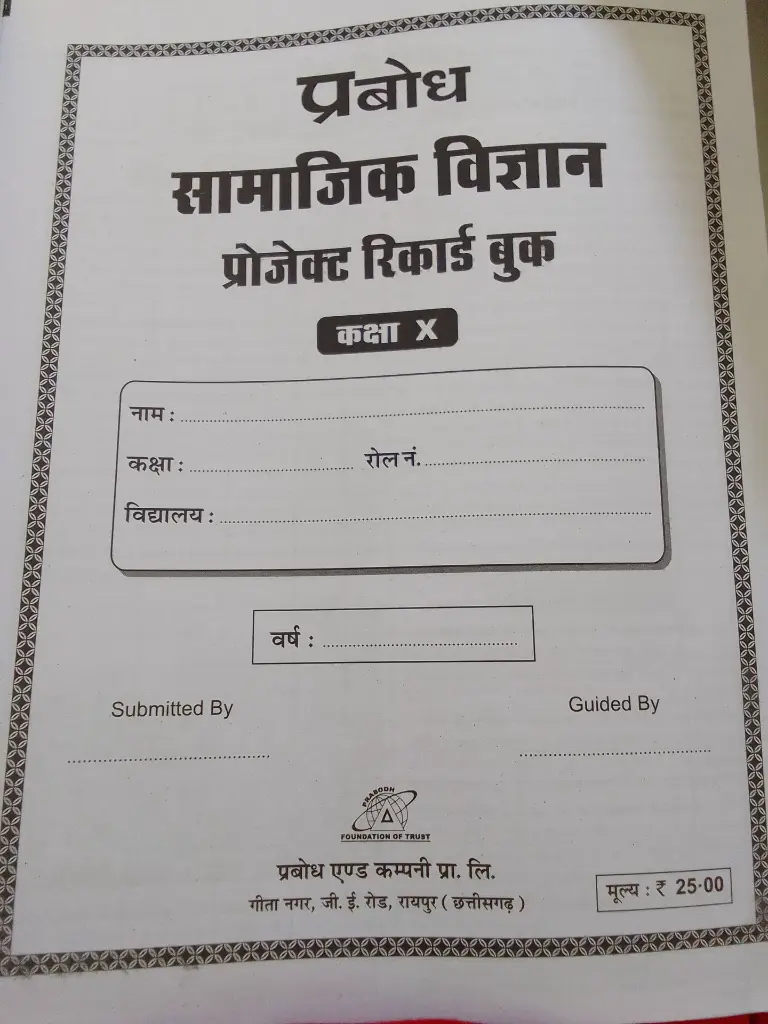 प्रबोध
सामाजिक विज्ञान
प्रोजेक्ट रिकार्ड बुक
कक्षा X
नाम : ................................................
कक्षा : ........................ रोल नं. ................................
विद्यालय : ................................................
वर्ष : ................................
Submitted By Guided By
................................ ................................
PRABODH
FOUNDATION OF TRUST
प्रबोध एण्ड कम्पनी प्रा. लि.
गीता नगर, जी. ई. रोड, रायपुर ( छत्तीसगढ़ )
मूल्य : ₹ 25·00